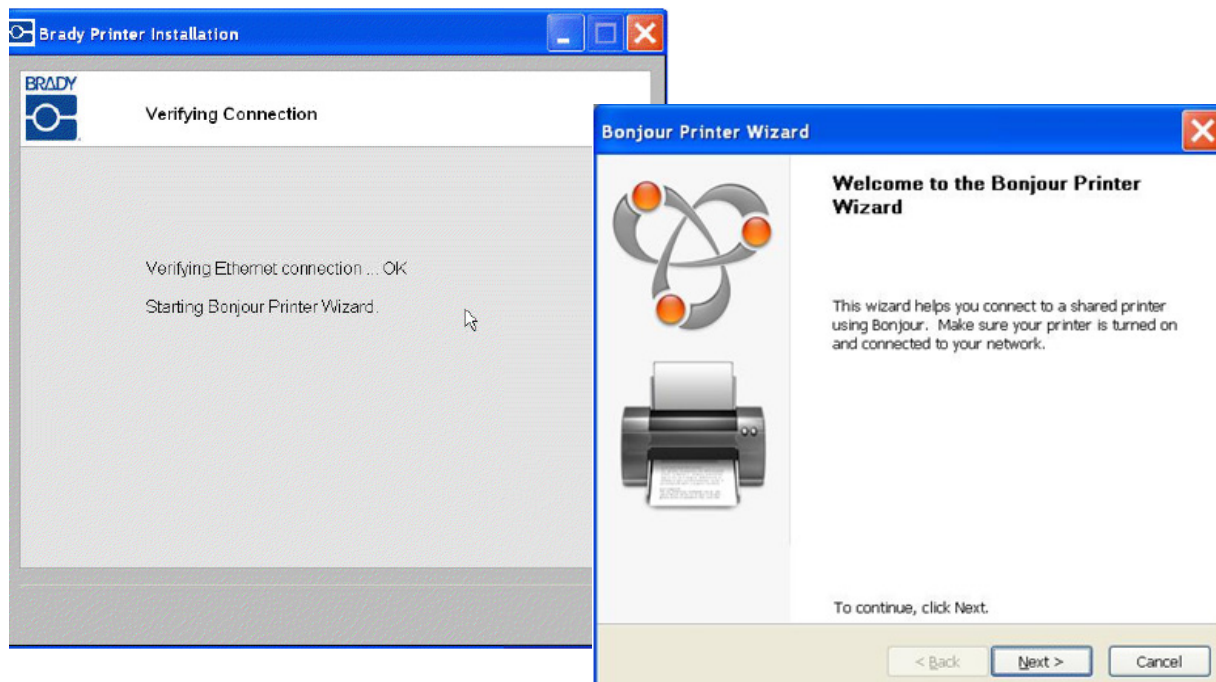 Brady Printer Installation
BRADY
Verifying Connection
Verifying Ethernet connection ... OK
Starting Bonjour Printer Wizard.
Bonjour Printer Wizard
Welcome to the Bonjour Printer
Wizard
This wizard helps you connect to a shared printer
using Bonjour. Make sure your printer is turned on
and connected to your network.
To continue, click Next.
< Back Next > Cancel